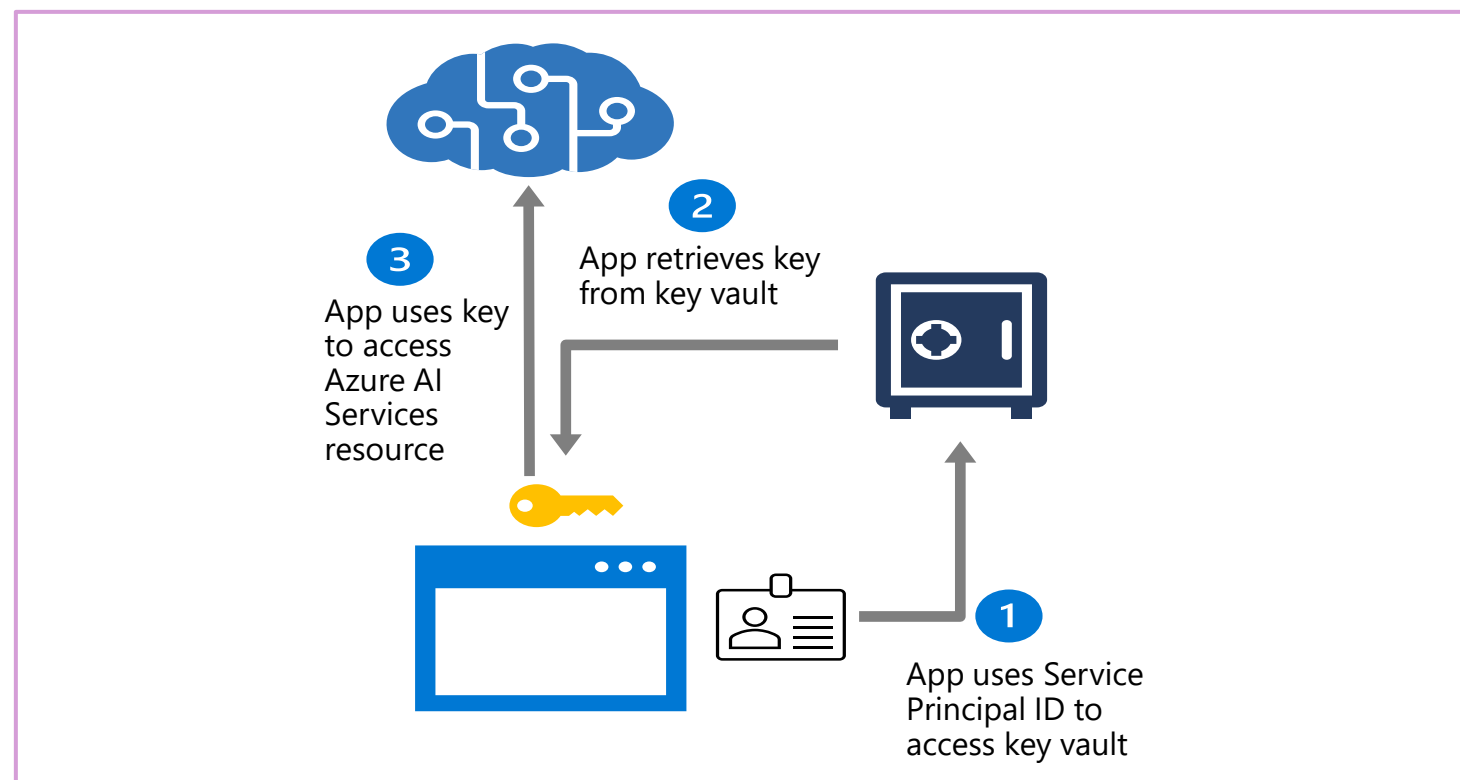 2
App retrieves key
from key vault
3
App uses key
to access
Azure AI
Services
resource
1
App uses Service
Principal ID to
access key vault